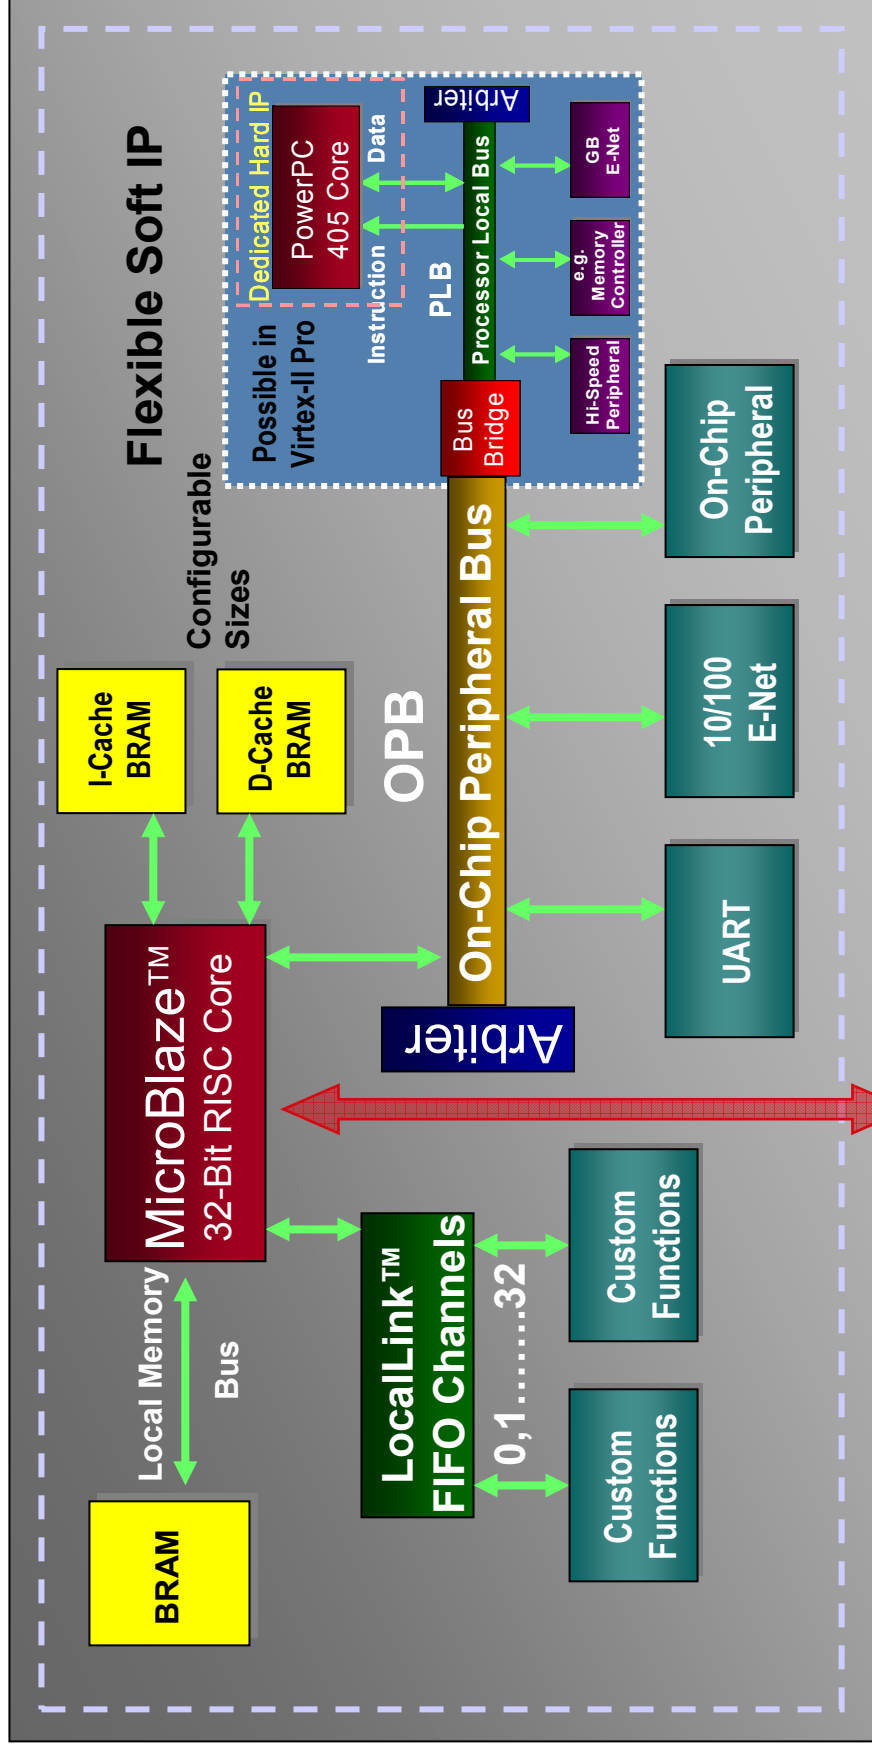 Flexible Soft IP
BRAM
Local Memory
Bus
MicroBlaze™
32-Bit RISC Core
I-Cache
BRAM
D-Cache
BRAM
Configurable
Sizes
Possible in
Virtex-II Pro
Dedicated Hard IP
PowerPC
405 Core
Instruction
Data
PLB
Processor Local Bus
Arbiter
Bus
Bridge
Hi-Speed
Peripheral
e.g.
Memory
Controller
GB
E-Net
LocalLink™
FIFO Channels
0,1…….32
Custom
Functions
Custom
Functions
OPB
Arbiter
On-Chip Peripheral Bus
UART
10/100
E-Net
On-Chip
Peripheral